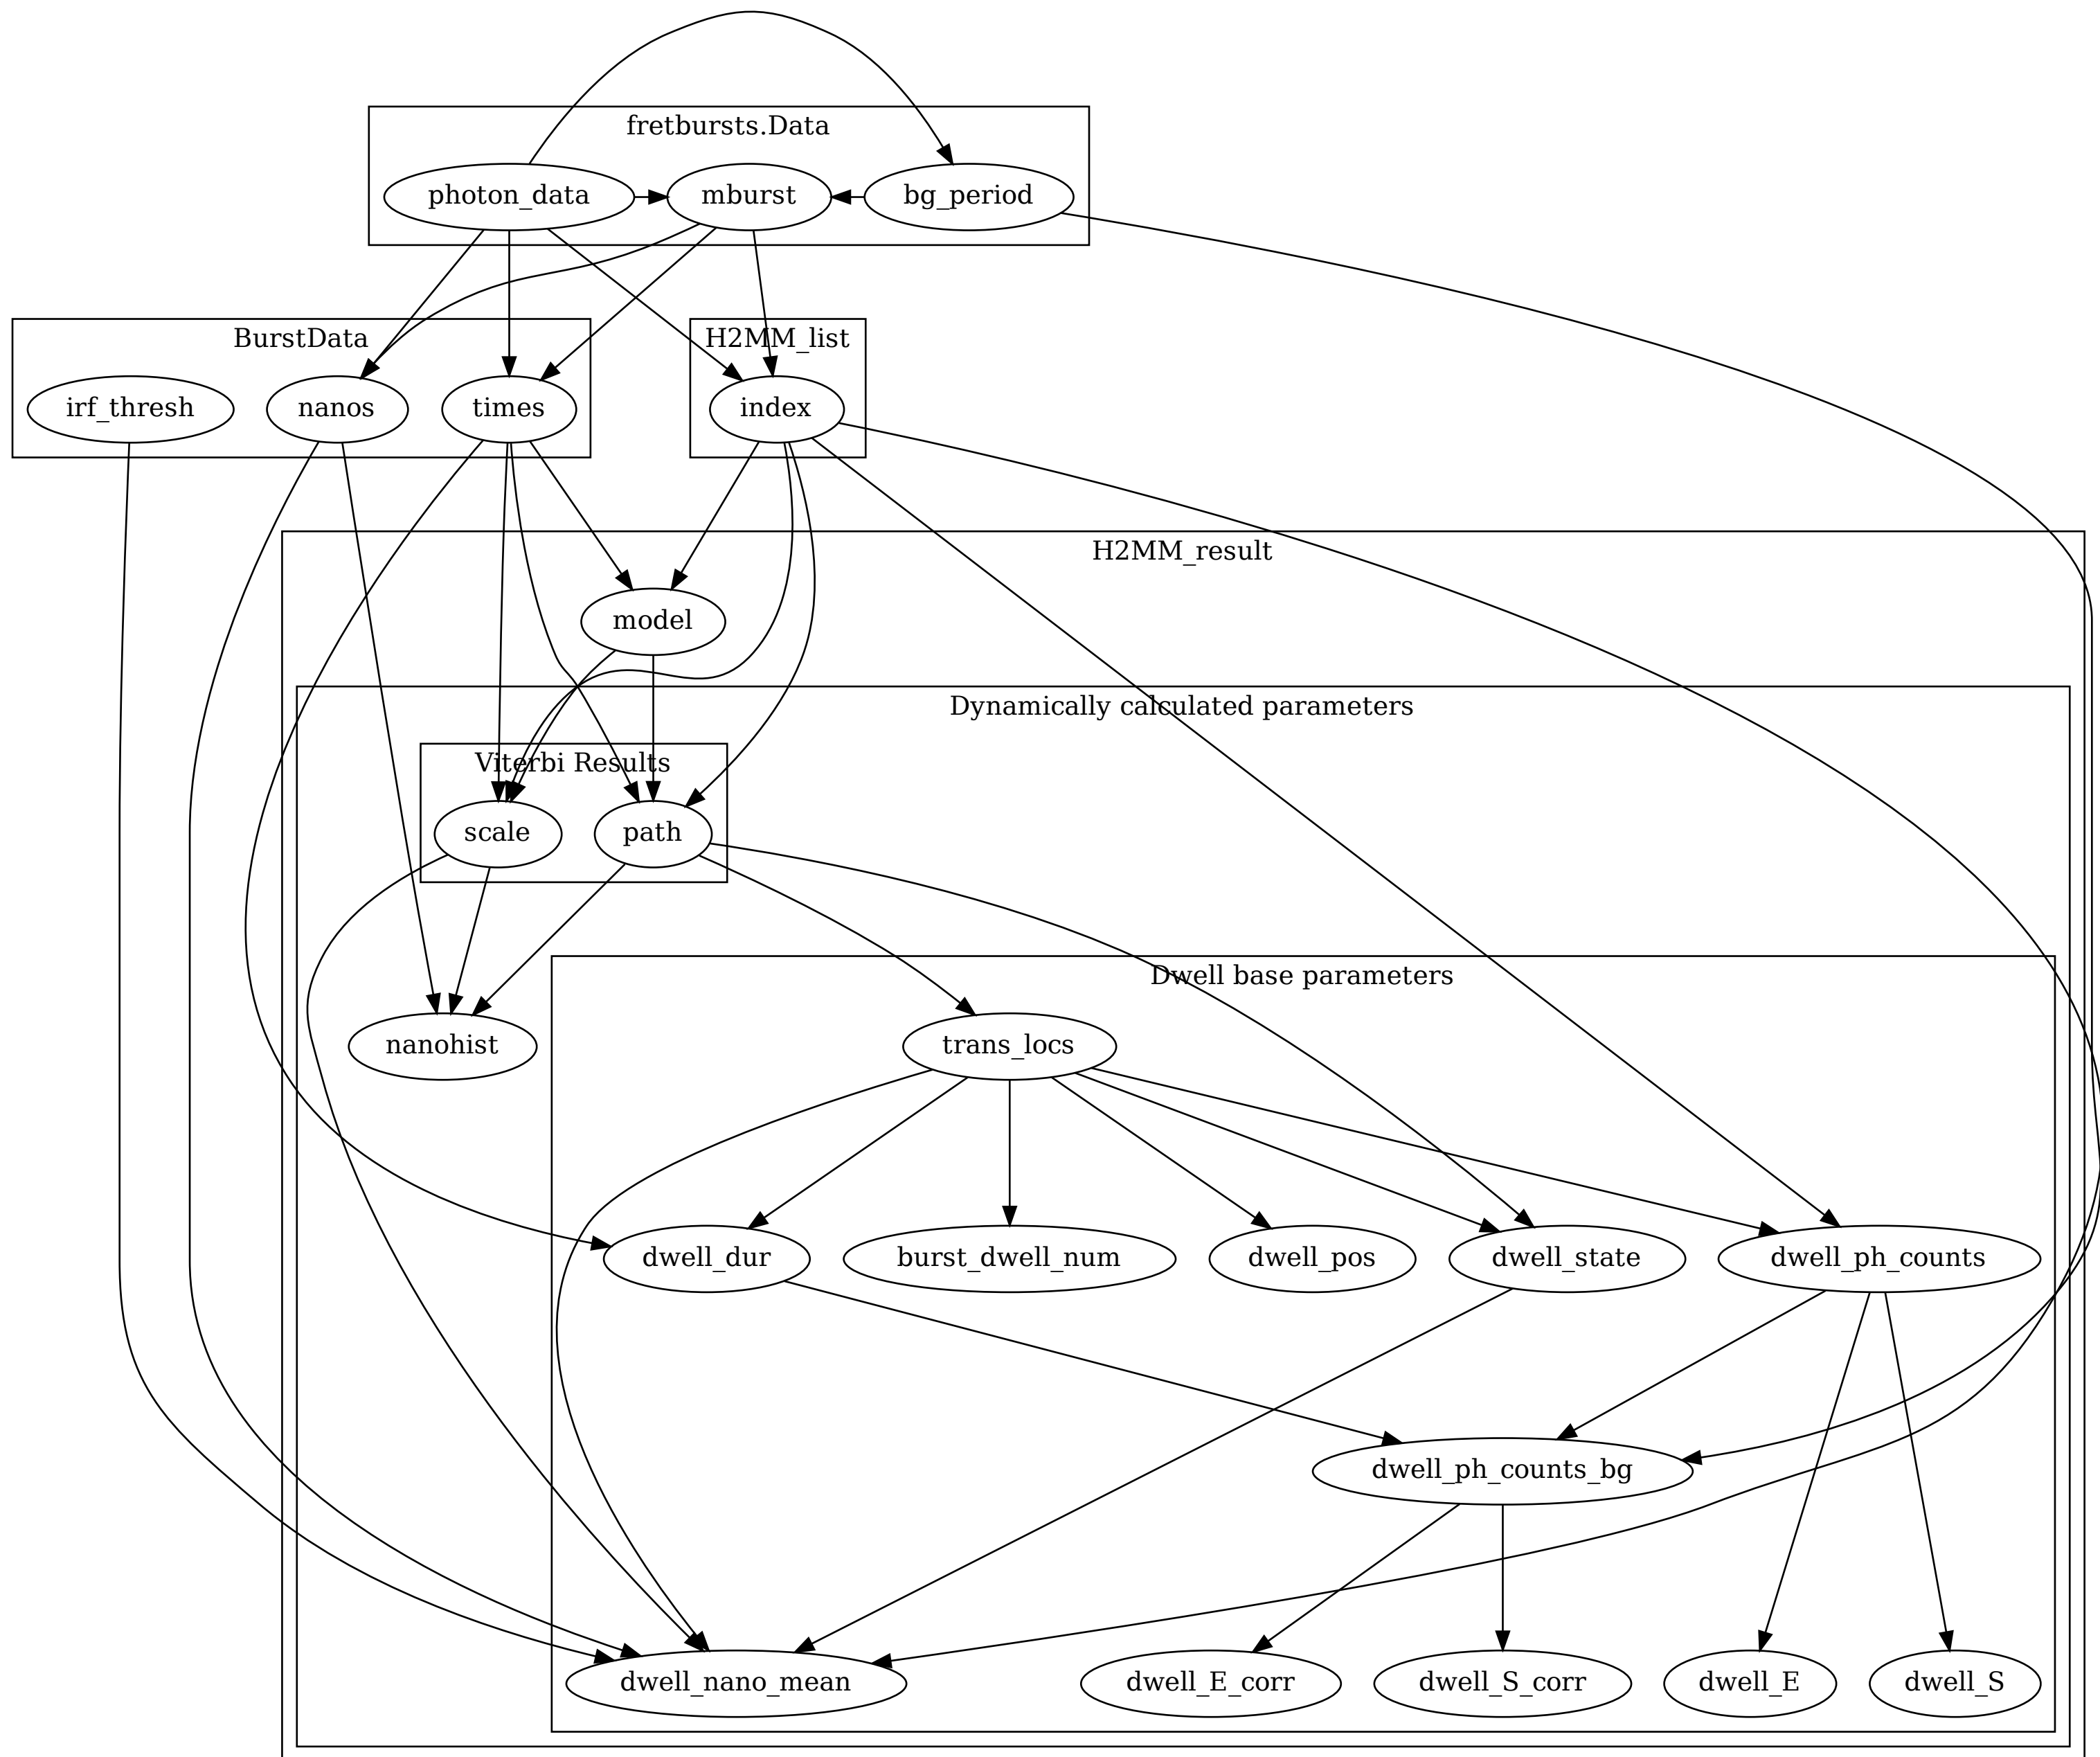 fretbursts.Data
photon_data
mburst
bg_period
BurstData
H2MM_list
irf_thresh
nanos
times
index
H2MM_result
model
Dynamically calculated parameters
Viterbi Results
scale
path
Dwell base parameters
nanohist
trans_locs
dwell_dur
burst_dwell_num
dwell_pos
dwell_state
dwell_ph_counts
dwell_ph_counts_bg
dwell_nano_mean
dwell_E_corr
dwell_S_corr
dwell_E
dwell_S